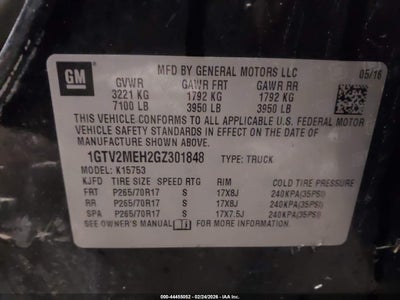 GM
MFD BY GENERAL MOTORS LLC
05/16
GVWR GAWR FRT GAWR RR
3221 KG 1792 KG 1792 KG
7100 LB 3950 LB 3950 LB
THIS VEHICLE CONFORMS TO ALL APPLICABLE U.S. FEDERAL MOTOR
VEHICLE SAFETY STANDARDS IN EFFECT ON THE DATE OF
MANUFACTURE SHOWN ABOVE.
1GTV2MEH2GZ301848 TYPE: TRUCK
MODEL: K15753
KJFD TIRE SIZE SPEED RTG RIM COLD TIRE PRESSURE
FRT P265/70R17 S 17X8J 240KPA(35PSI)
RR P265/70R17 S 17X8J 240KPA(35PSI)
SPA P265/70R17 S 17X7.5J 240KPA(35PSI)
SEE OWNER'S MANUAL
000-44455052 - 02/24/2026 - IAA, Inc.